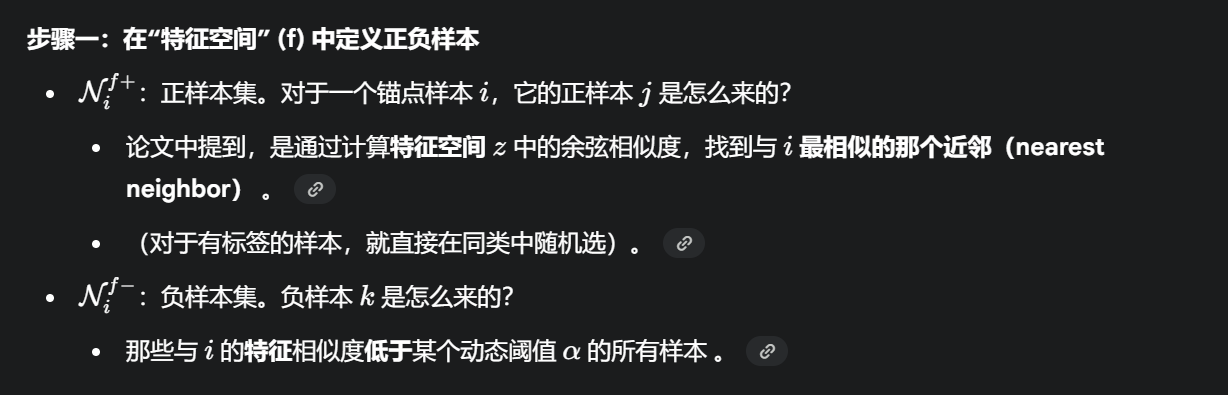 步骤一：在“特征空间” (f) 中定义正负样本
• $\mathcal{N}_i^{f+}$：正样本集。对于一个锚点样本 $i$，它的正样本 $j$ 是怎么来的？
• 论文中提到，是通过计算特征空间 $z$ 中的余弦相似度，找到与 $i$ 最相似的那个近邻（nearest
neighbor） 。
• （对于有标签的样本，就直接在同类中随机选）。
• $\mathcal{N}_i^{f-}$：负样本集。负样本 $k$ 是怎么来的？
• 那些与 $i$ 的特征相似度低于某个动态阈值 $\alpha$ 的所有样本 。